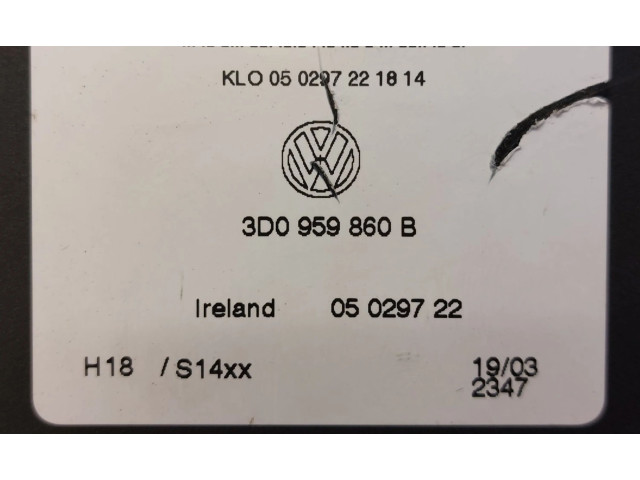 KLO 05 0297 22 18 14
3D0 959 860 B
Ireland 05 0297 22
H18 / S14xx 19/03
2347